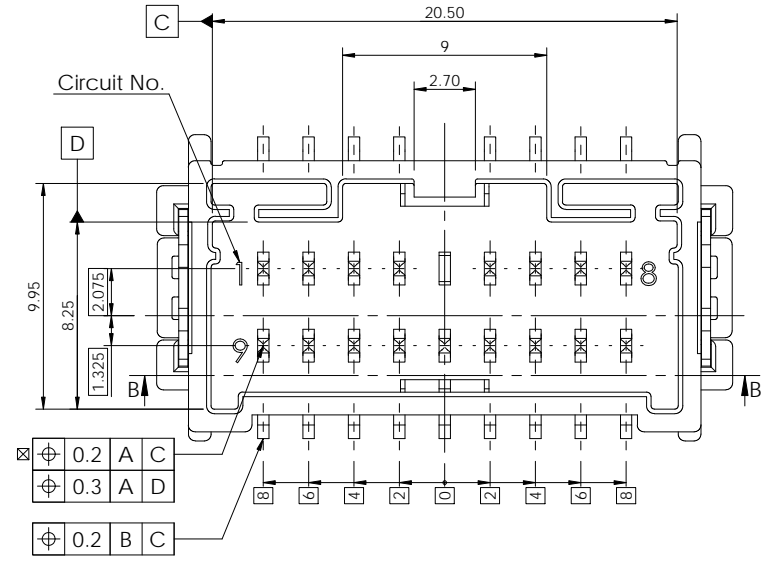 C
20.50
9
2.70
Circuit No.
D
1 8
9
9.95
8.25
2.075
1.325
B B
⌖ 0.2 A C
⌖ 0.3 A D
⌖ 0.2 B C
8 6 4 2 0 2 4 6 8